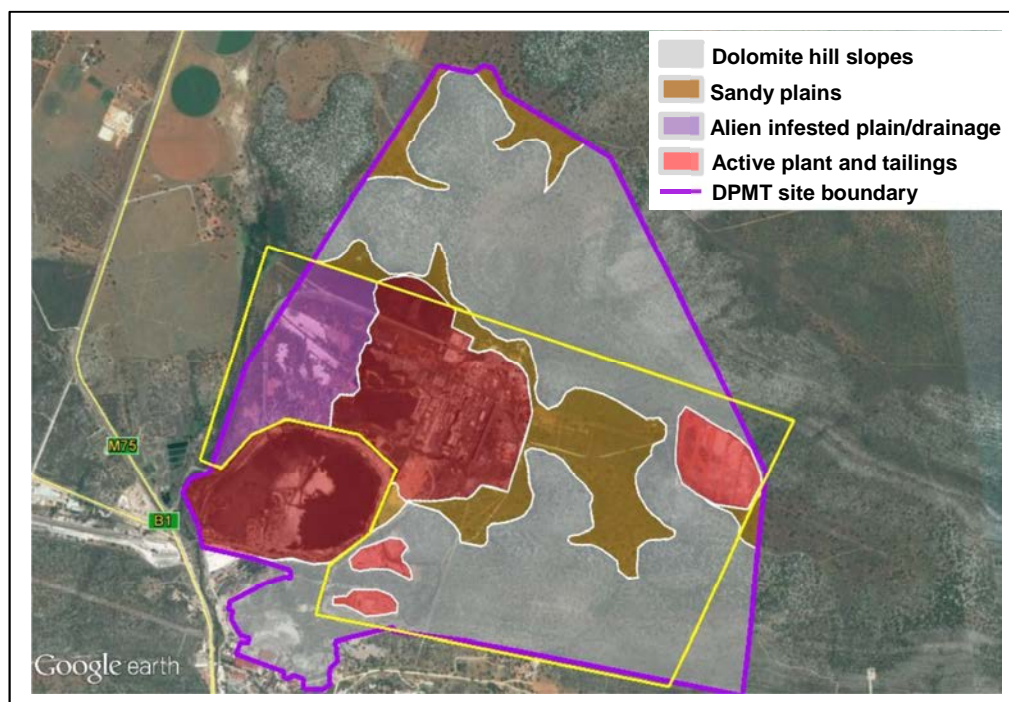 Dolomite hill slopes
Sandy plains
Alien infested plain/drainage
Active plant and tailings
DPMT site boundary
M75
B1
Google earth